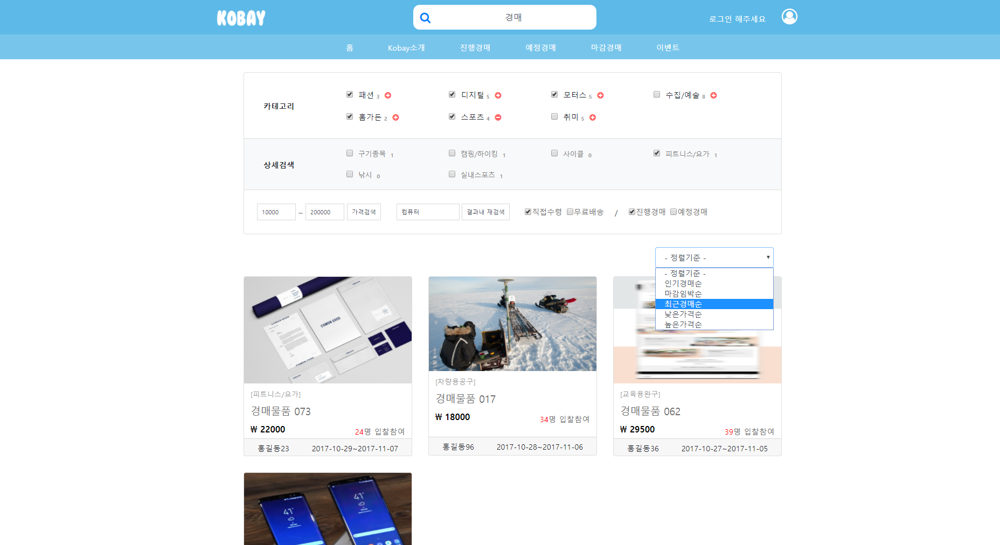 KOBAY 경매 로그인 해주세요
홈 Kobay소개 진행경매 예정경매 마감경매 이벤트
카테고리
패션 3 디지털 5 모터스 5 수집/예술 8
홈가든 2 스포츠 4 취미 5
상세검색
구기종목 1 캠핑/하이킹 1 사이클 0 피트니스/요가 1
낚시 0 실내스포츠 1
10000 ~ 200000 가격검색 컴퓨터 결과내 재검색 직접수령 무료배송 / 진행경매 예정경매
- 정렬기준 -
- 정렬기준 -
인기경매순
마감임박순
최근경매순
낮은가격순
높은가격순
COMON GOOD
[피트니스/요가]
경매물품 073
₩ 22000
24명 입찰참여
홍길동23 2017-10-29~2017-11-07
[차량용공구]
경매물품 017
₩ 18000
34명 입찰참여
홍길동96 2017-10-28~2017-11-06
[교육용완구]
경매물품 062
₩ 29500
39명 입찰참여
홍길동36 2017-10-27~2017-11-05
41°
41°